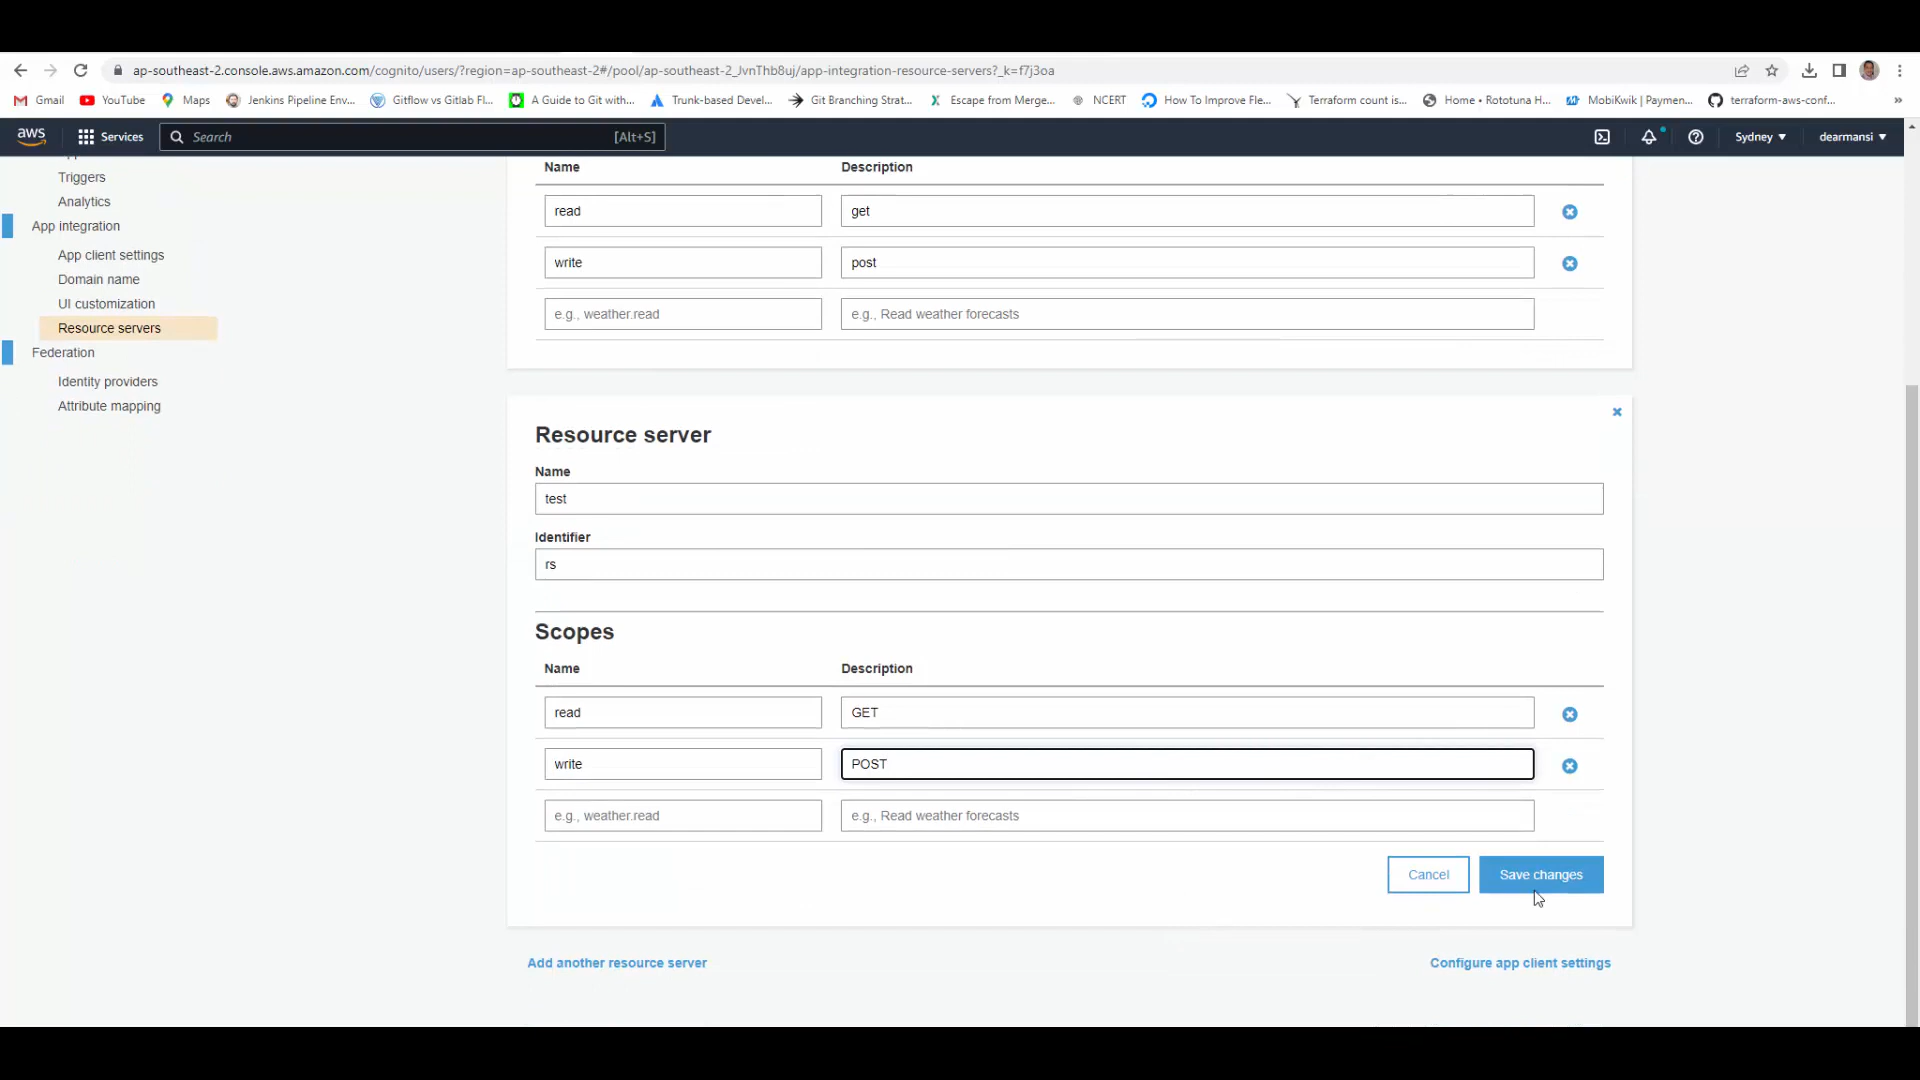 ap-southeast-2.console.aws.amazon.com/cognito/users/?region=ap-southeast-2#/pool/ap-southeast-2_JvnThb8uj/app-integration-resource-servers?_k=f7j3oa
Gmail YouTube Maps Jenkins Pipeline Env... Gitflow vs Gitlab Fl... A Guide to Git with... Trunk-based Devel... Git Branching Strat... Escape from Merge... NCERT How To Improve Fle... Terraform count is... Home • Rototuna H... MobiKwik | Paymen... terraform-aws-conf... »
aws Services Search [Alt+S] Sydney dearmansi
Triggers
Analytics
App integration
App client settings
Domain name
UI customization
Resource servers
Federation
Identity providers
Attribute mapping
Name Description
read get
write post
e.g., weather.read e.g., Read weather forecasts
Resource server
Name
test
Identifier
rs
Scopes
Name Description
read GET
write POST
e.g., weather.read e.g., Read weather forecasts
Cancel Save changes
Add another resource server Configure app client settings